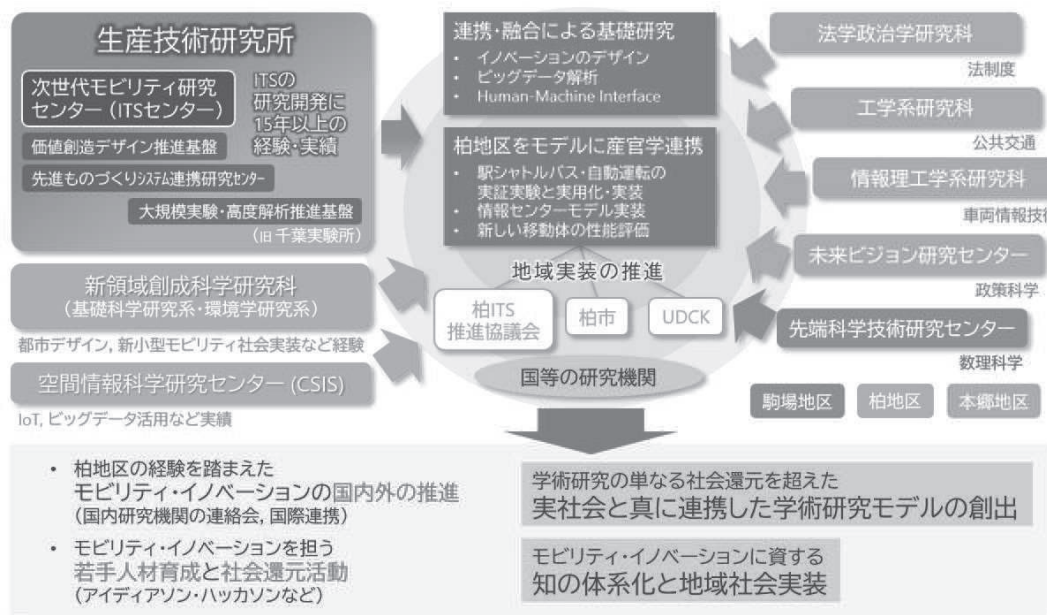 生産技術研究所
次世代モビリティ研究
センター (ITSセンター)
ITSの
研究開発に
15年以上の
経験・実績
価値創造デザイン推進基盤
先進ものづくりシステム連携研究センター
大規模実験・高度解析推進基盤
(旧 千葉実験所)
新領域創成科学研究科
(基礎科学研究系・環境学研究系)
都市デザイン, 新小型モビリティ社会実装など経験
空間情報科学研究センター (CSIS)
IoT, ビッグデータ活用など実績
連携・融合による基礎研究
• イノベーションのデザイン
• ビッグデータ解析
• Human-Machine Interface
柏地区をモデルに産官学連携
• 駅シャトルバス・自動運転の
実証実験と実用化・実装
• 情報センターモデル実装
• 新しい移動体の性能評価
地域実装の推進
柏ITS
推進協議会
柏市
UDCK
国等の研究機関
法学政治学研究科
法制度
工学系研究科
公共交通
情報理工学系研究科
車両情報技術
未来ビジョン研究センター
政策科学
先端科学技術研究センター
数理科学
駒場地区
柏地区
本郷地区
• 柏地区の経験を踏まえた
モビリティ・イノベーションの国内外の推進
(国内研究機関の連絡会, 国際連携)
• モビリティ・イノベーションを担う
若手人材育成と社会還元活動
(アイディアソン・ハッカソンなど)
学術研究の単なる社会還元を超えた
実社会と真に連携した学術研究モデルの創出
モビリティ・イノベーションに資する
知の体系化と地域社会実装